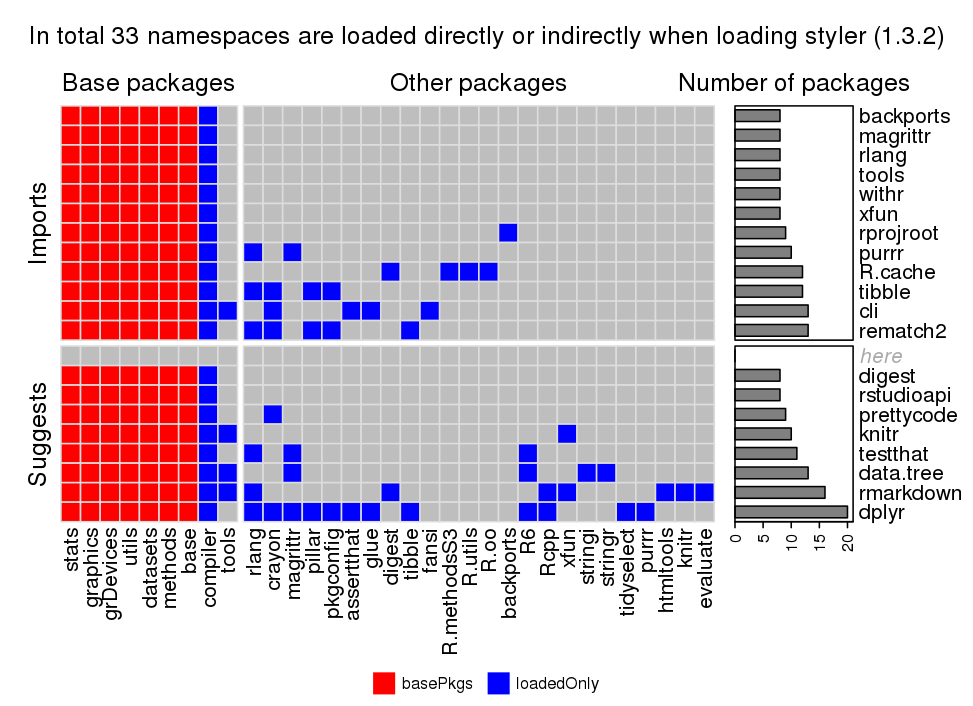 In total 33 namespaces are loaded directly or indirectly when loading styler (1.3.2)
Base packages
Other packages
Number of packages
Imports
backports
magrittr
rlang
tools
withr
xfun
rprojroot
purrr
R.cache
tibble
cli
rematch2
Suggests
here
digest
rstudioapi
prettycode
knitr
testthat
data.tree
rmarkdown
dplyr
stats
graphics
grDevices
utils
datasets
methods
base
compiler
tools
rlang
crayon
magrittr
pillar
pkgconfig
assertthat
glue
digest
tibble
fansi
R.methodsS3
R.utils
R.oo
backports
R6
Rcpp
xfun
stringi
stringr
tidyselect
purrr
htmltools
knitr
evaluate
0
5
10
15
20
basePkgs
loadedOnly